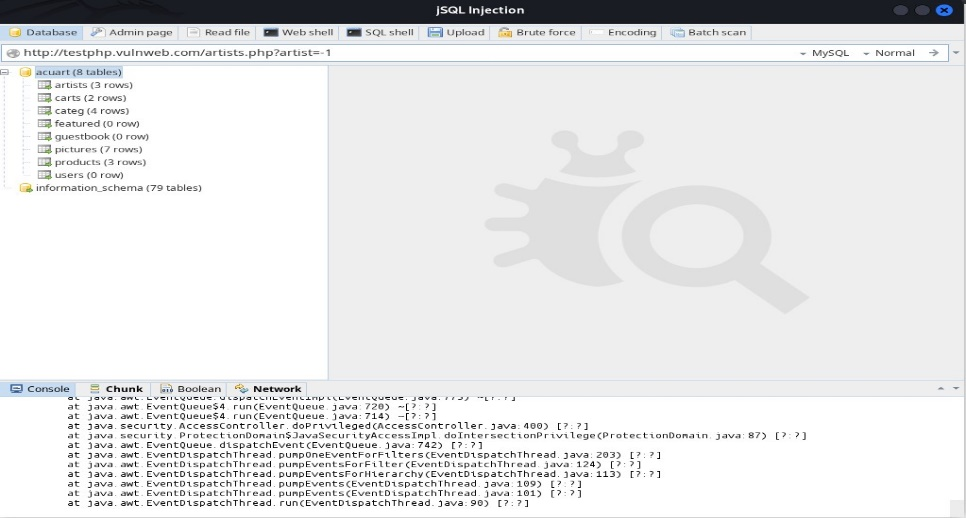 jSQL Injection
Database Admin page Read file Web shell SQL shell Upload Brute force Encoding Batch scan
http://testphp.vulnweb.com/artists.php?artist=-1 MySQL Normal
acuart (8 tables)
artists (3 rows)
carts (2 rows)
categ (4 rows)
featured (0 row)
guestbook (0 row)
pictures (7 rows)
products (3 rows)
users (0 row)
information_schema (79 tables)
Console Chunk Boolean Network
at java.awt.EventQueue.dispatchEventImpl(EventQueue.java:773) ~[?:?]
at java.awt.EventQueue$4.run(EventQueue.java:720) ~[?:?]
at java.awt.EventQueue$4.run(EventQueue.java:714) ~[?:?]
at java.security.AccessController.doPrivileged(AccessController.java:400) [?:?]
at java.security.ProtectionDomain$JavaSecurityAccessImpl.doIntersectionPrivilege(ProtectionDomain.java:87) [?:?]
at java.awt.EventQueue.dispatchEvent(EventQueue.java:742) [?:?]
at java.awt.EventDispatchThread.pumpOneEventForFilters(EventDispatchThread.java:203) [?:?]
at java.awt.EventDispatchThread.pumpEventsForFilter(EventDispatchThread.java:124) [?:?]
at java.awt.EventDispatchThread.pumpEventsForHierarchy(EventDispatchThread.java:113) [?:?]
at java.awt.EventDispatchThread.pumpEvents(EventDispatchThread.java:109) [?:?]
at java.awt.EventDispatchThread.pumpEvents(EventDispatchThread.java:101) [?:?]
at java.awt.EventDispatchThread.run(EventDispatchThread.java:90) [?:?]